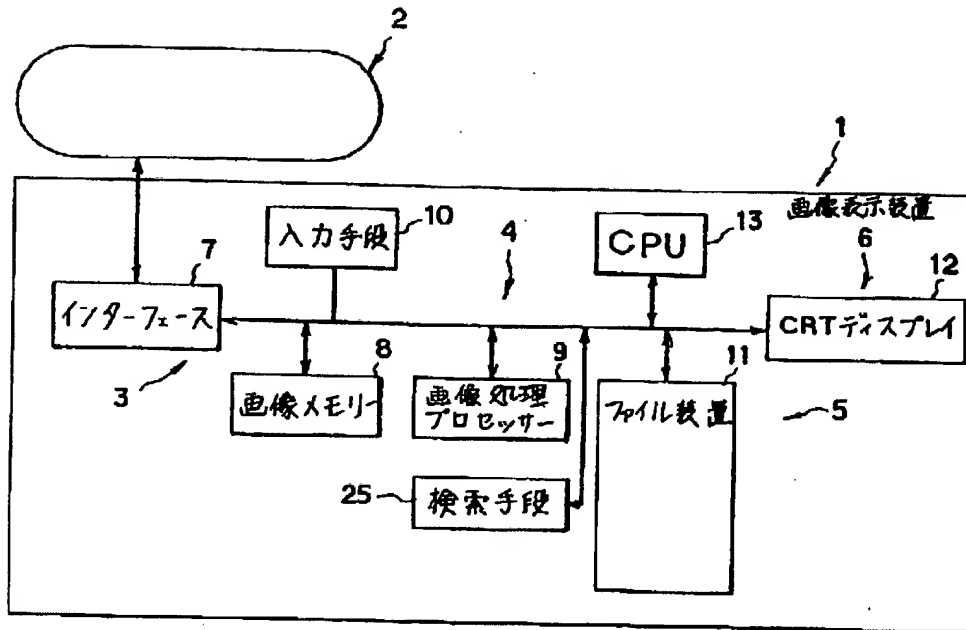 2
1
画像表示装置
10
入力手段
4
CPU
13
6
12
7
インターフェース
CRTディスプレイ
3
8
画像メモリー
9
画像処理
プロセッサー
11
ファイル装置
5
25
検索手段